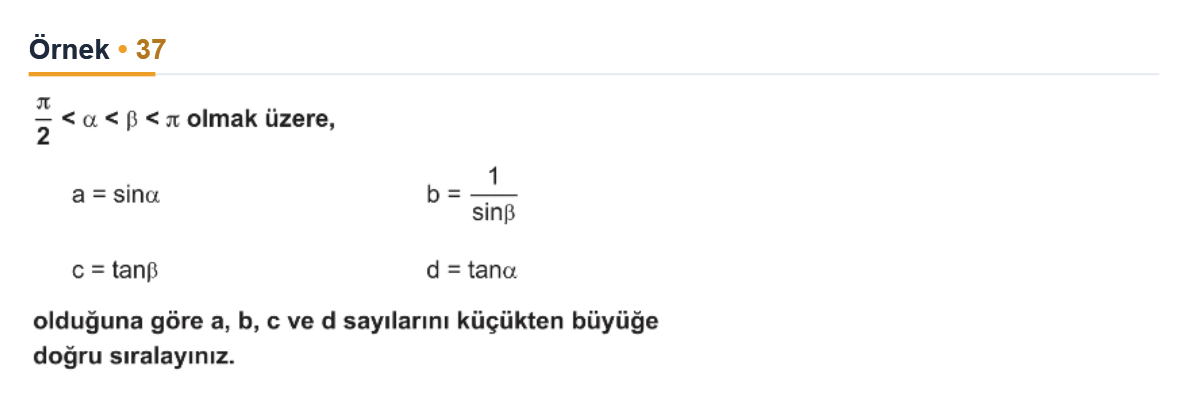 Örnek • 37
π/2 < α < β < π olmak üzere,
a = sinα b = 1/sinβ
c = tanβ d = tanα
olduğuna göre a, b, c ve d sayılarını küçükten büyüğe
doğru sıralayınız.